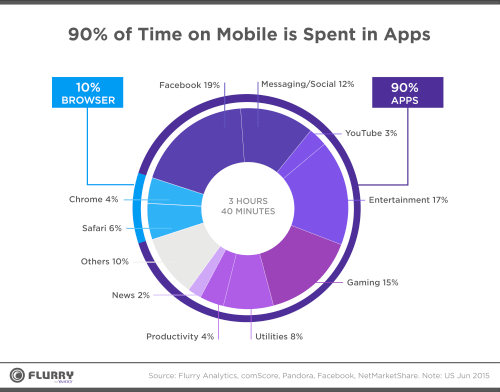 90% of Time on Mobile is Spent in Apps
10%
BROWSER
90%
APPS
Facebook 19%
Messaging/Social 12%
YouTube 3%
Entertainment 17%
Gaming 15%
Utilities 8%
Productivity 4%
News 2%
Others 10%
Safari 6%
Chrome 4%
3 HOURS
40 MINUTES
FLURRY
from YAHOO!
Source: Flurry Analytics, comScore, Pandora, Facebook, NetMarketShare. Note: US Jun 2015